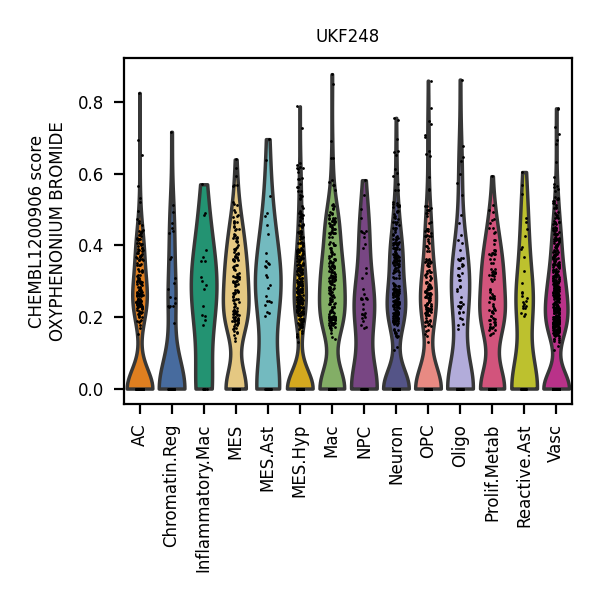 UKF248
CHEMBL1200906 score
OXYPHENONIUM BROMIDE
0.8
0.6
0.4
0.2
0.0
AC
Chromatin.Reg
Inflammatory.Mac
MES
MES.Ast
MES.Hyp
Mac
NPC
Neuron
OPC
Oligo
Prolif.Metab
Reactive.Ast
Vasc